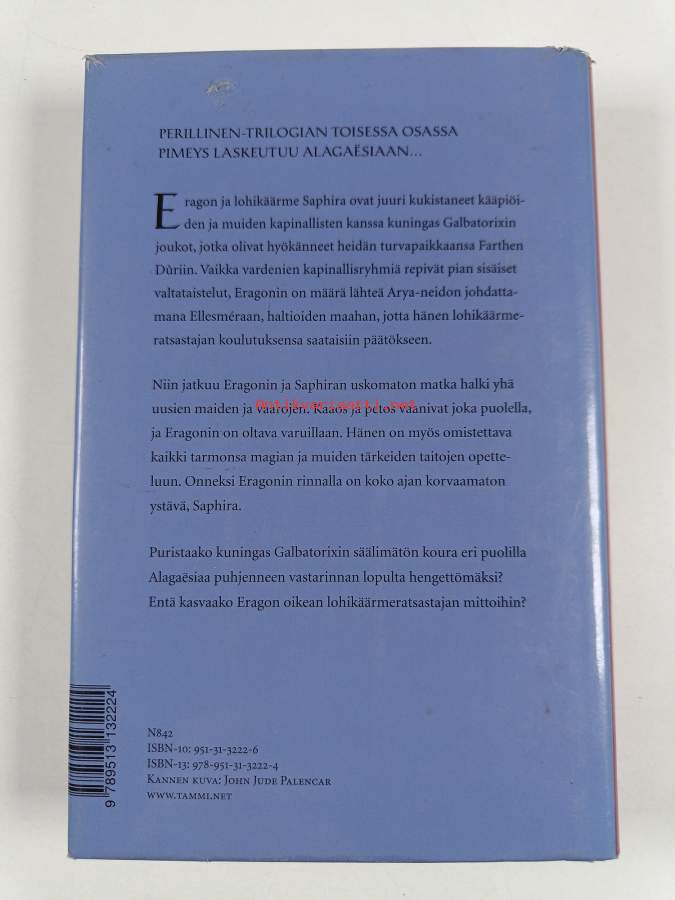 PERILLINEN-TRILOGIAN TOISESSA OSASSA
PIMEYS LASKEUTUU ALAGAËSIAAN...
Eragon ja lohikäärme Saphira ovat juuri kukistaneet kääpiöi-
den ja muiden kapinallisten kanssa kuningas Galbatorixin
joukot, jotka olivat hyökänneet heidän turvapaikkaansa Farthen
Dûriin. Vaikka vardenien kapinallisryhmiä repivät pian sisäiset
valtataistelut, Eragonin on määrä lähteä Arya-neidon johdatta-
mana Ellesméraan, haltioiden maahan, jotta hänen lohikäärme-
ratsastajan koulutuksensa saataisiin päätökseen.
Niin jatkuu Eragonin ja Saphiran uskomaton matka halki yhä
Antikvariaatti.net
uusien maiden ja vaarojen. Kaaos ja petos vaanivat joka puolella,
ja Eragonin on oltava varuillaan. Hänen on myös omistettava
kaikki tarmonsa magian ja muiden tärkeiden taitojen opette-
luun. Onneksi Eragonin rinnalla on koko ajan korvaamaton
ystävä, Saphira.
Puristaako kuningas Galbatorixin säälimätön koura eri puolilla
Alagaësiaa puhjenneen vastarinnan lopulta hengettömäksi?
Entä kasvaako Eragon oikean lohikäärmeratsastajan mittoihin?
9 789513 132224
N842
ISBN-10: 951-31-3222-6
ISBN-13: 978-951-31-3222-4
KANNEN KUVA: JOHN JUDE PALENCAR
WWW.TAMMI.NET